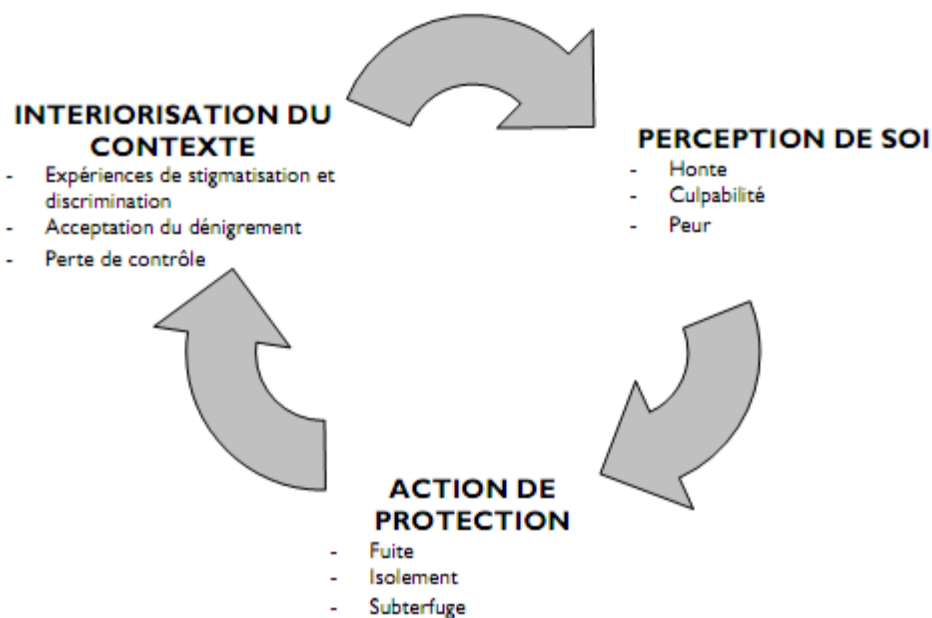 INTERIORISATION DU
CONTEXTE
- Expériences de stigmatisation et
discrimination
- Acceptation du dénigrement
- Perte de contrôle
PERCEPTION DE SOI
- Honte
- Culpabilité
- Peur
ACTION DE
PROTECTION
- Fuite
- Isolement
- Subterfuge